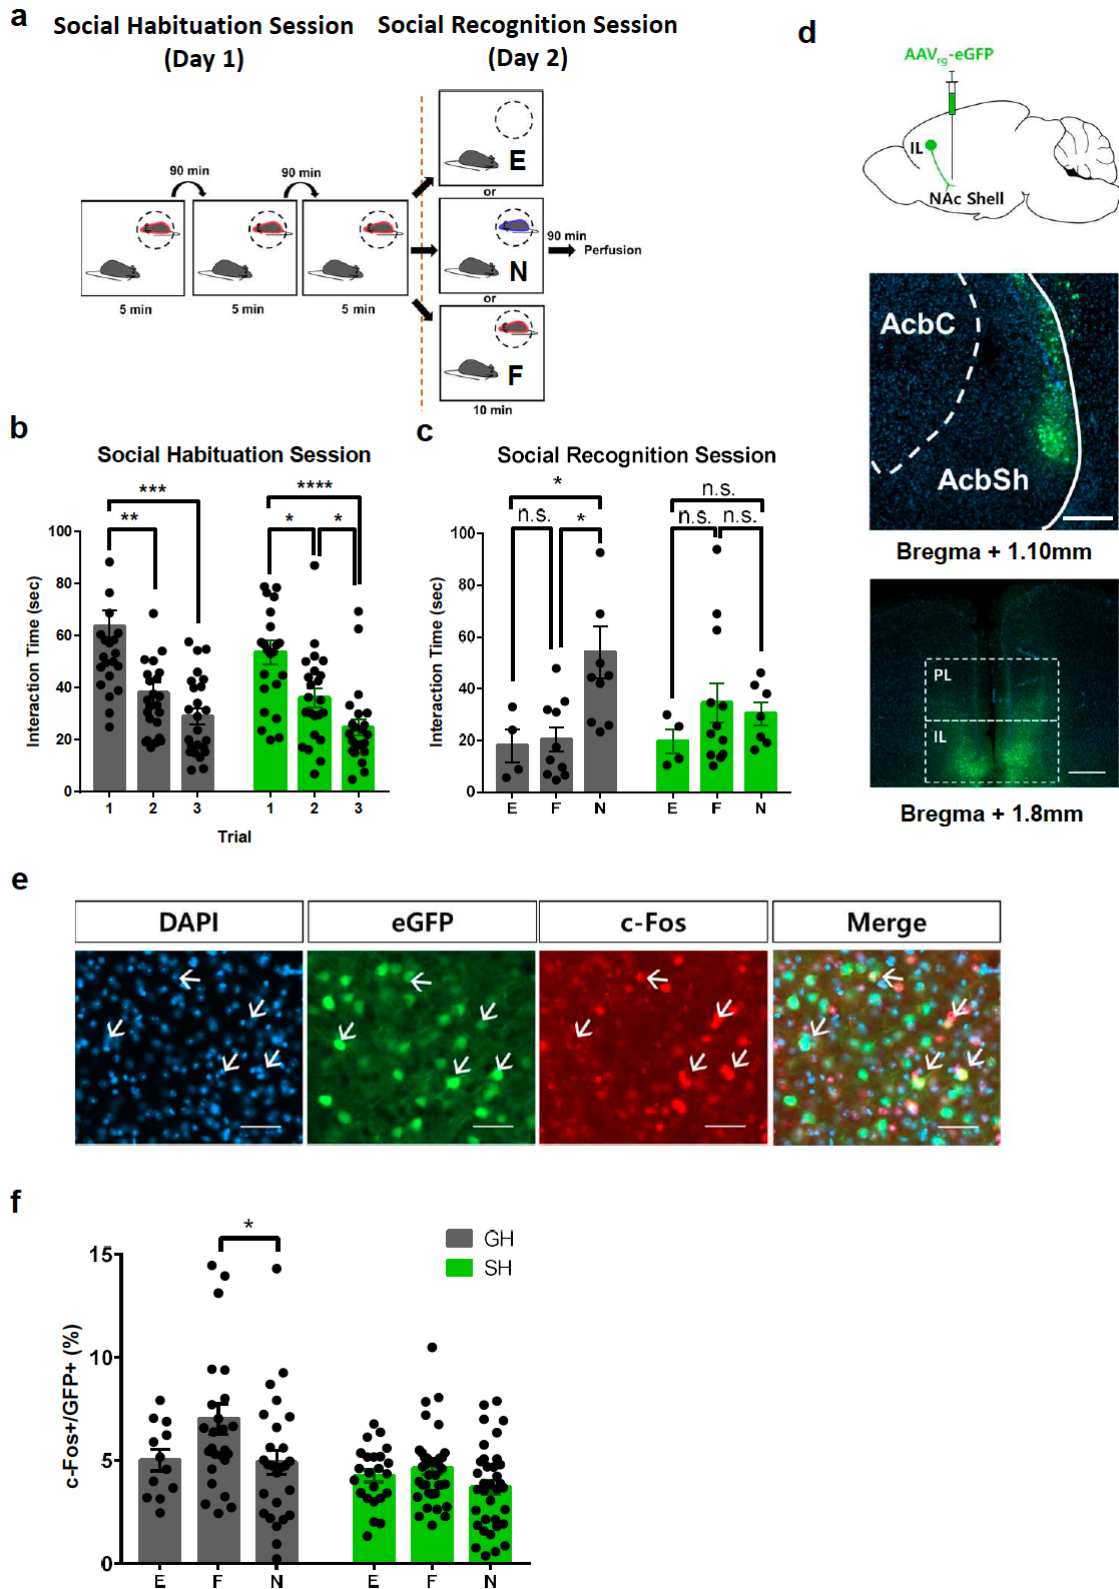 a
Social Habituation Session
(Day 1)
Social Recognition Session
(Day 2)
90 min
90 min
5 min
5 min
5 min
E
or
N
or
F
10 min
90 min
Perfusion
d
AAVrg-eGFP
IL
NAc Shell
AcbC
AcbSh
Bregma + 1.10mm
PL
IL
Bregma + 1.8mm
b
Social Habituation Session
***
**
****
*
*
Interaction Time (sec)
100
80
60
40
20
0
1 2 3 1 2 3
Trial
c
Social Recognition Session
*
n.s.
*
n.s.
n.s.
n.s.
Interaction Time (sec)
100
80
60
40
20
0
E F N E F N
e
DAPI eGFP c-Fos Merge
f
*
GH
SH
c-Fos+/GFP+ (%)
15
10
5
0
E F N E F N